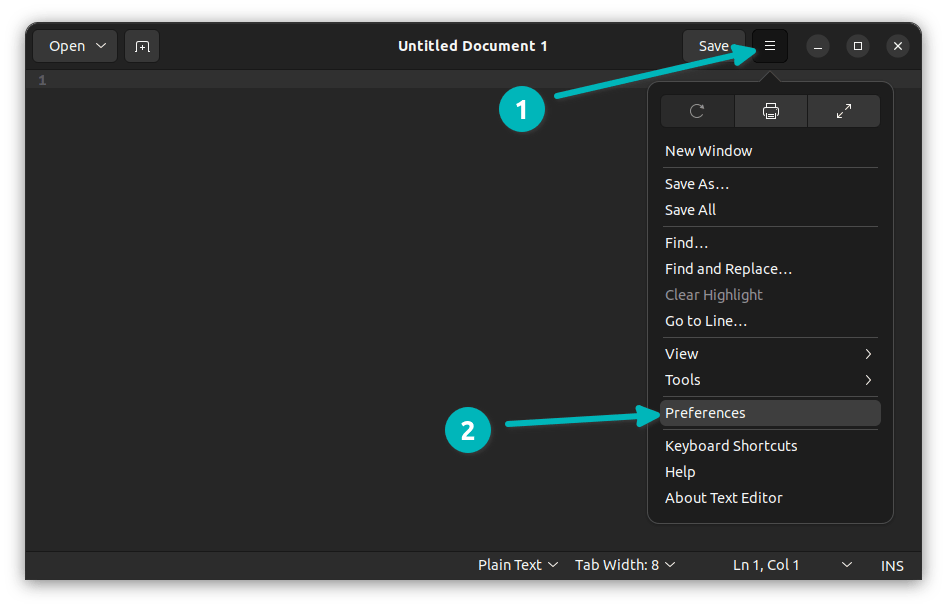 Open
Untitled Document 1
Save
1
1
New Window
Save As...
Save All
Find...
Find and Replace...
Clear Highlight
Go to Line...
View
Tools
2
Preferences
Keyboard Shortcuts
Help
About Text Editor
Plain Text
Tab Width: 8
Ln 1, Col 1
INS